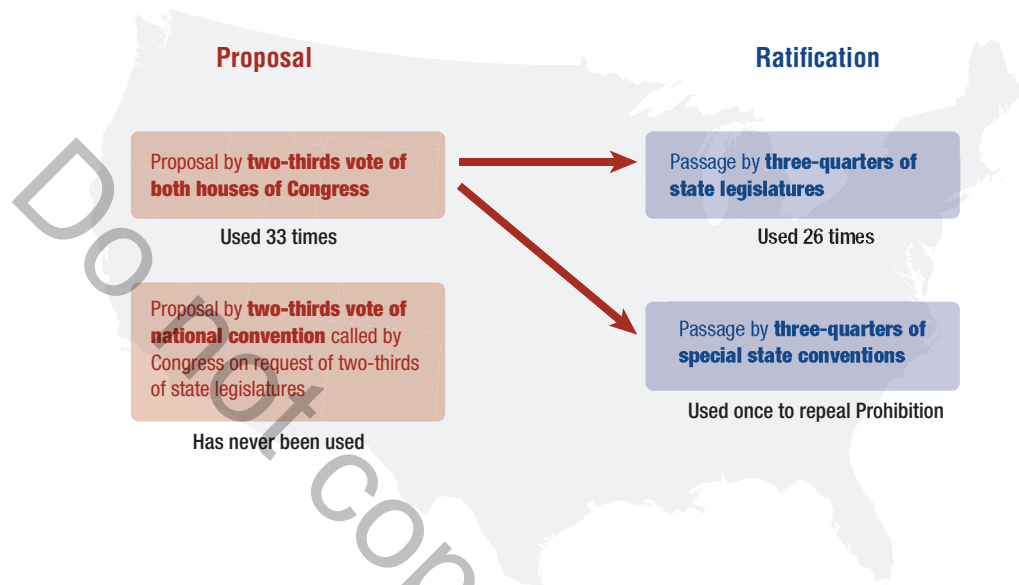 Proposal
Proposal by two-thirds vote of
both houses of Congress
Used 33 times
Proposal by two-thirds vote of
national convention called by
Congress on request of two-thirds
of state legislatures
Has never been used
Ratification
Passage by three-quarters of
state legislatures
Used 26 times
Passage by three-quarters of
special state conventions
Used once to repeal Prohibition
Do not cop